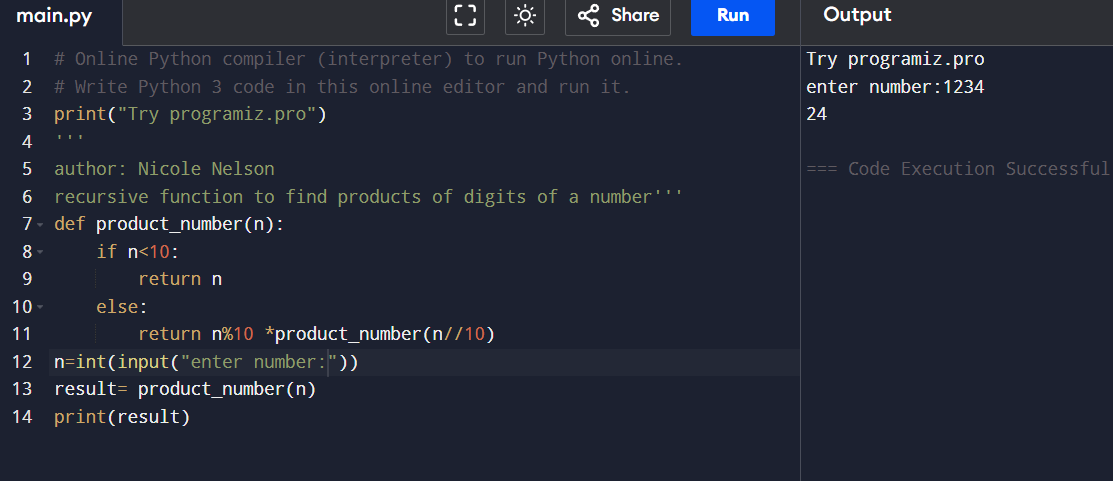 main.py
Share
Run
Output
1 # Online Python compiler (interpreter) to run Python online.
2 # Write Python 3 code in this online editor and run it.
3 print("Try programiz.pro")
4 '''
5 author: Nicole Nelson
6 recursive function to find products of digits of a number'''
7 def product_number(n):
8     if n<10:
9         return n
10     else:
11         return n%10 *product_number(n//10)
12 n=int(input("enter number:"))
13 result= product_number(n)
14 print(result)
Try programiz.pro
enter number:1234
24
=== Code Execution Successful